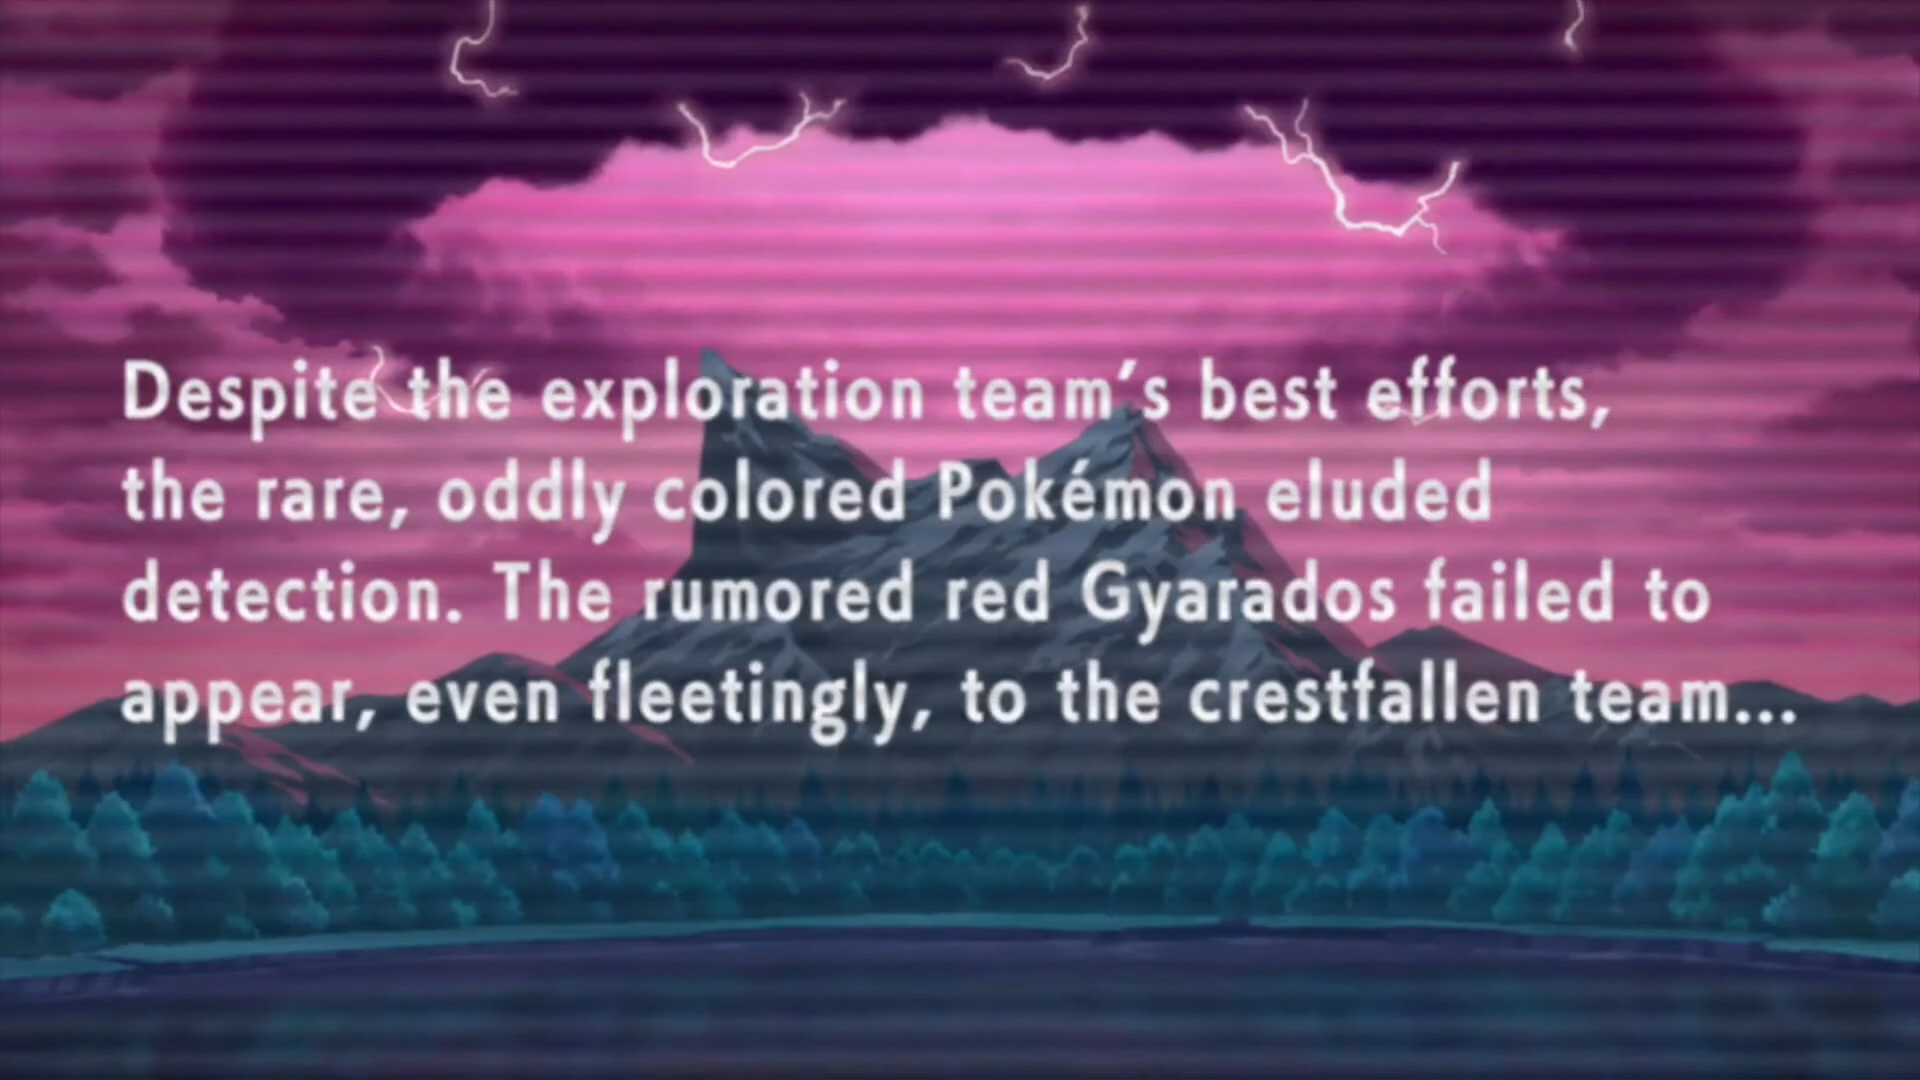 Despite the exploration team's best efforts,
the rare, oddly colored Pokémon eluded
detection. The rumored red Gyarados failed to
appear, even fleetingly, to the crestfallen team...